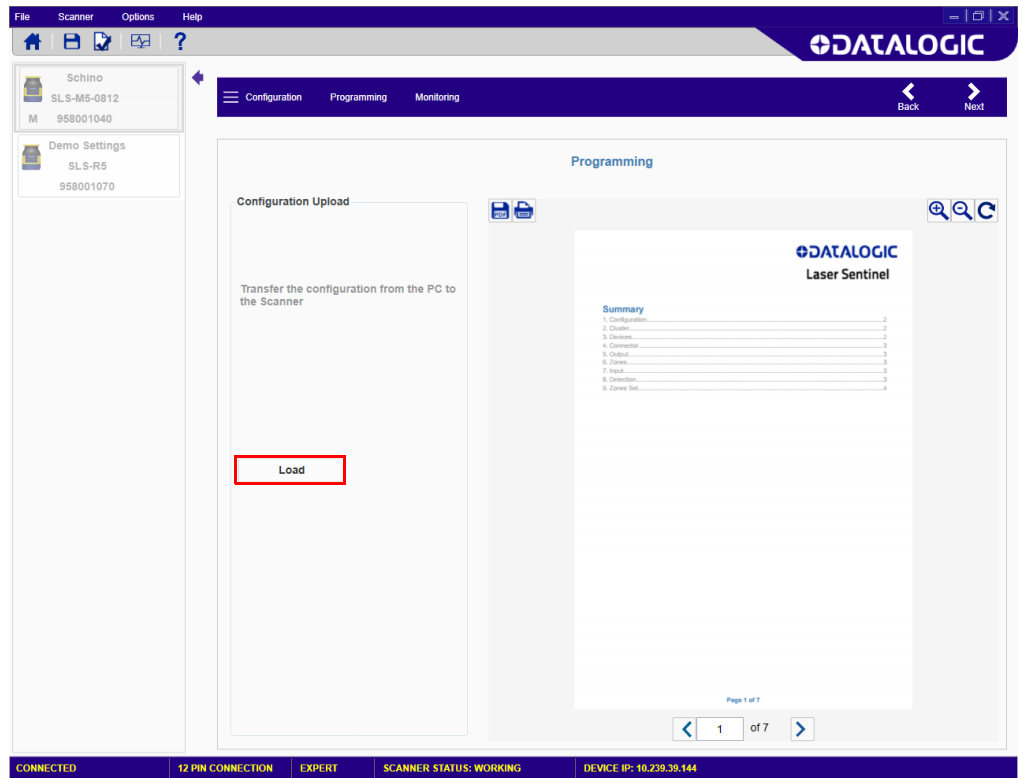 File Scanner Options Help
DATALOGIC
Schino
SLS-M5-0812
M 958001040
Demo Settings
SLS-R5
958001070
Configuration Programming Monitoring
Back Next
Programming
Configuration Upload
Transfer the configuration from the PC to
the Scanner
Load
PDF
DATALOGIC
Laser Sentinel
Summary
1. Configuration 2
2. Cluster 2
3. Devices 2
4. Connector 3
5. Output 3
6. Zones 3
7. Input 3
8. Detection 3
9. Zones Set 4
Page 1 of 7
1 of 7
CONNECTED 12 PIN CONNECTION EXPERT SCANNER STATUS: WORKING DEVICE IP: 10.239.39.144